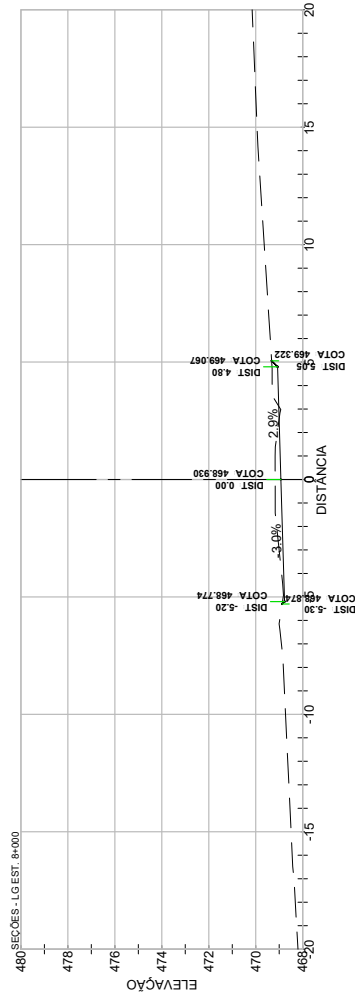 SEÇÕES - LG EST. 8+000
ELEVAÇÃO
480
478
476
474
472
470
468
COTA 468.774
DIST -5.20
COTA 468.874
DIST -5.30
COTA 468.930
DIST 0.00
COTA 469.067
DIST 4.80
COTA 469.322
DIST 5.05
-3.0%
2.9%
-20
-15
-10
-5
0
5
10
15
20
DISTÂNCIA